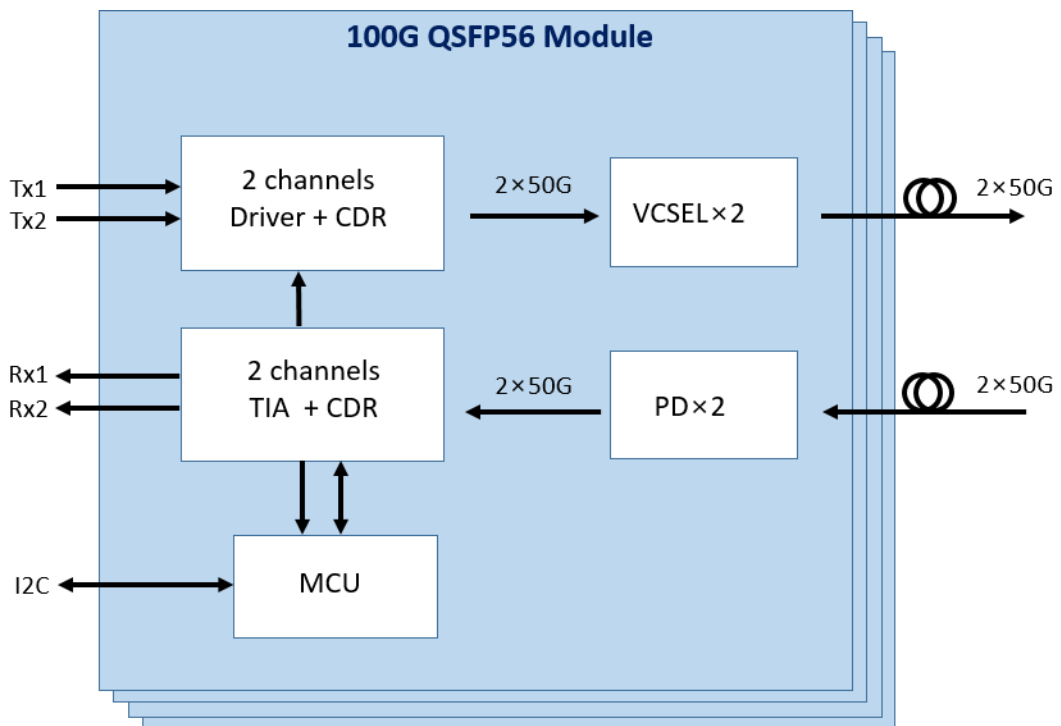 100G QSFP56 Module
Tx1
Tx2
2 channels
Driver + CDR
2×50G
VCSEL×2
2×50G
Rx1
Rx2
2 channels
TIA + CDR
2×50G
PD×2
2×50G
I2C
MCU